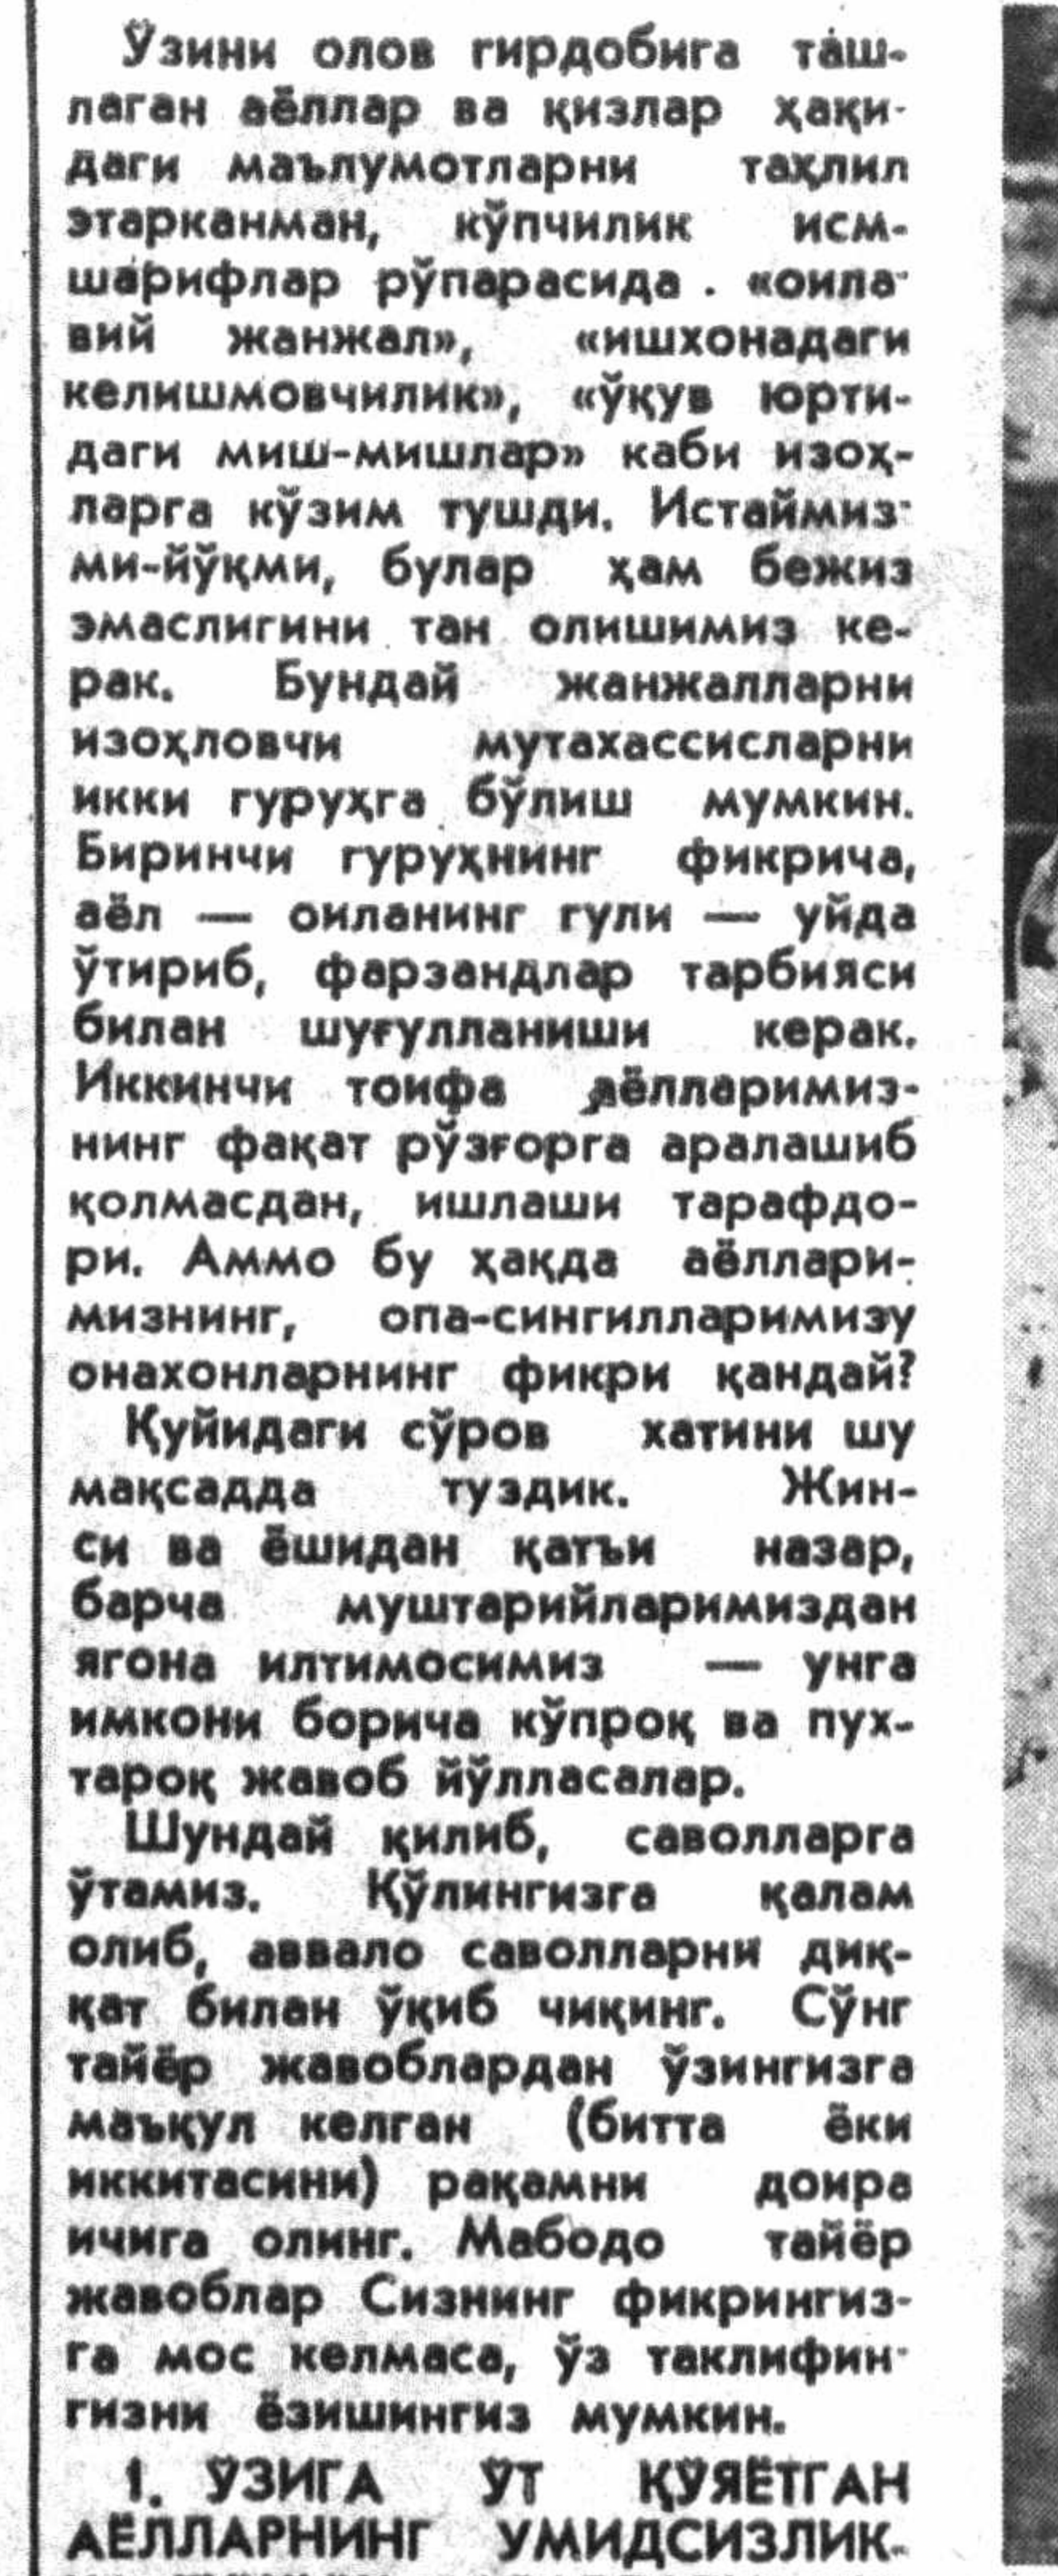 Ўзини олов гирдобига таш-
лаган аёллар ва қизлар ҳақи-
даги маълумотларни таҳлил
этарканман, кўпчилик исм-
шарифлар рўпарасида . «оила-
вий жанжал», «ишхонадаги
келишмовчилик», «ўқув юрти-
даги миш-мишлар» каби изоҳ-
ларга кўзим тушди. Истаймиз-
ми-йўқми, булар ҳам бежиз
эмаслигини тан олишимиз ке-
рак. Бундай жанжалларни
изоҳловчи мутахассисларни
икки гуруҳга бўлиш мумкин.
Биринчи гуруҳнинг фикрича,
аёл — оиланинг гули — уйда
ўтириб, фарзандлар тарбияси
билан шуғулланиши керак.
Иккинчи тоифа аёлларимиз-
нинг фақат рўзғорга аралашиб
қолмасдан, ишлаши тарафдо-
ри. Аммо бу ҳақда аёллари-
мизнинг, опа-сингилларимизу
онахонларнинг фикри қандай?
Қуйидаги сўров хатини шу
мақсадда туздик. Жин-
си ва ёшидан қатъи назар,
барча муштарийларимиздан
ягона илтимосимиз — унга
имкони борича кўпроқ ва пух-
тароқ жавоб йўлласалар.
Шундай қилиб, саволларга
ўтамиз. Қўлингизга қалам
олиб, аввало саволларни диқ-
қат билан ўқиб чиқинг. Сўнг
тайёр жавоблардан ўзингизга
маъқул келган (битта ёки
иккитасини) рақамни доира
ичига олинг. Мабодо тайёр
жавоблар Сизнинг фикрингиз-
га мос келмаса, ўз таклифин-
гизни ёзишингиз мумкин.
1. ЎЗИГА ЎТ ҚЎЯЁТГАН
АЁЛЛАРНИНГ УМИДСИЗЛИК-